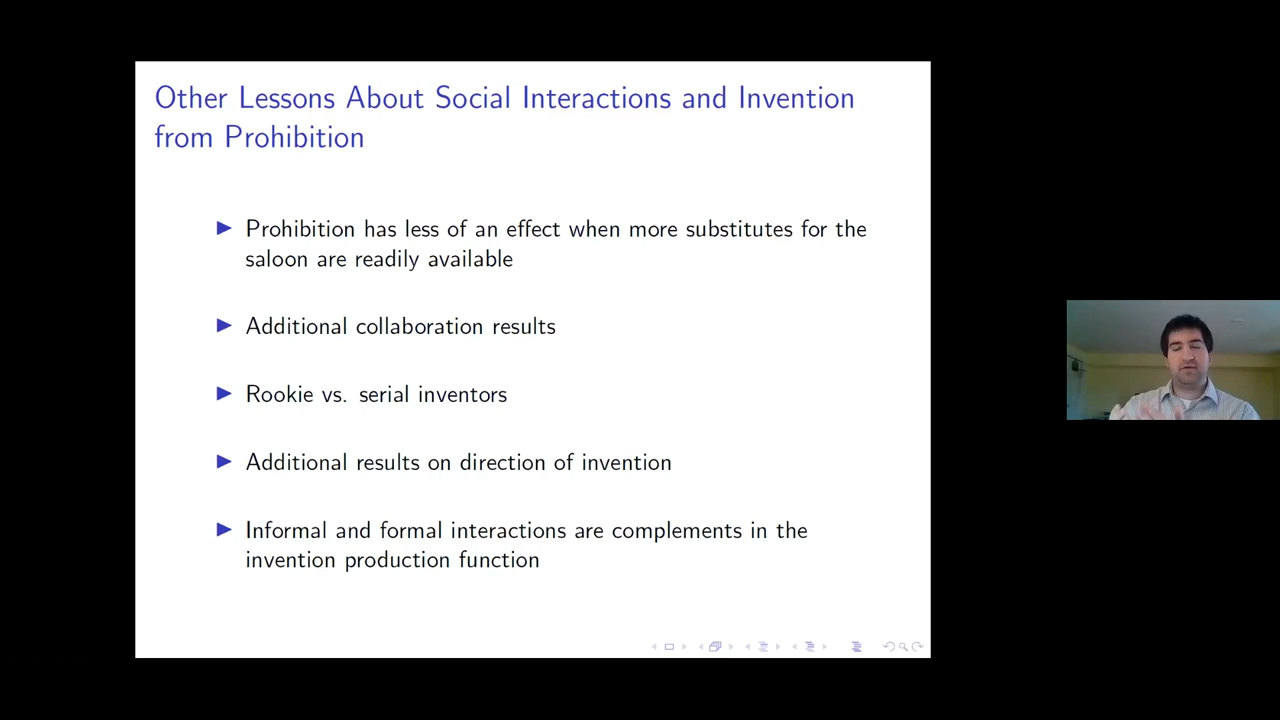 Other Lessons About Social Interactions and Invention
from Prohibition
Prohibition has less of an effect when more substitutes for the
saloon are readily available
Additional collaboration results
Rookie vs. serial inventors
Additional results on direction of invention
Informal and formal interactions are complements in the
invention production function